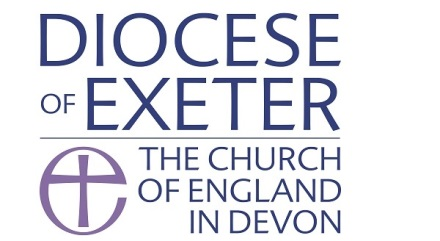 DIOCESE
OF EXETER
THE CHURCH
OF ENGLAND
IN DEVON